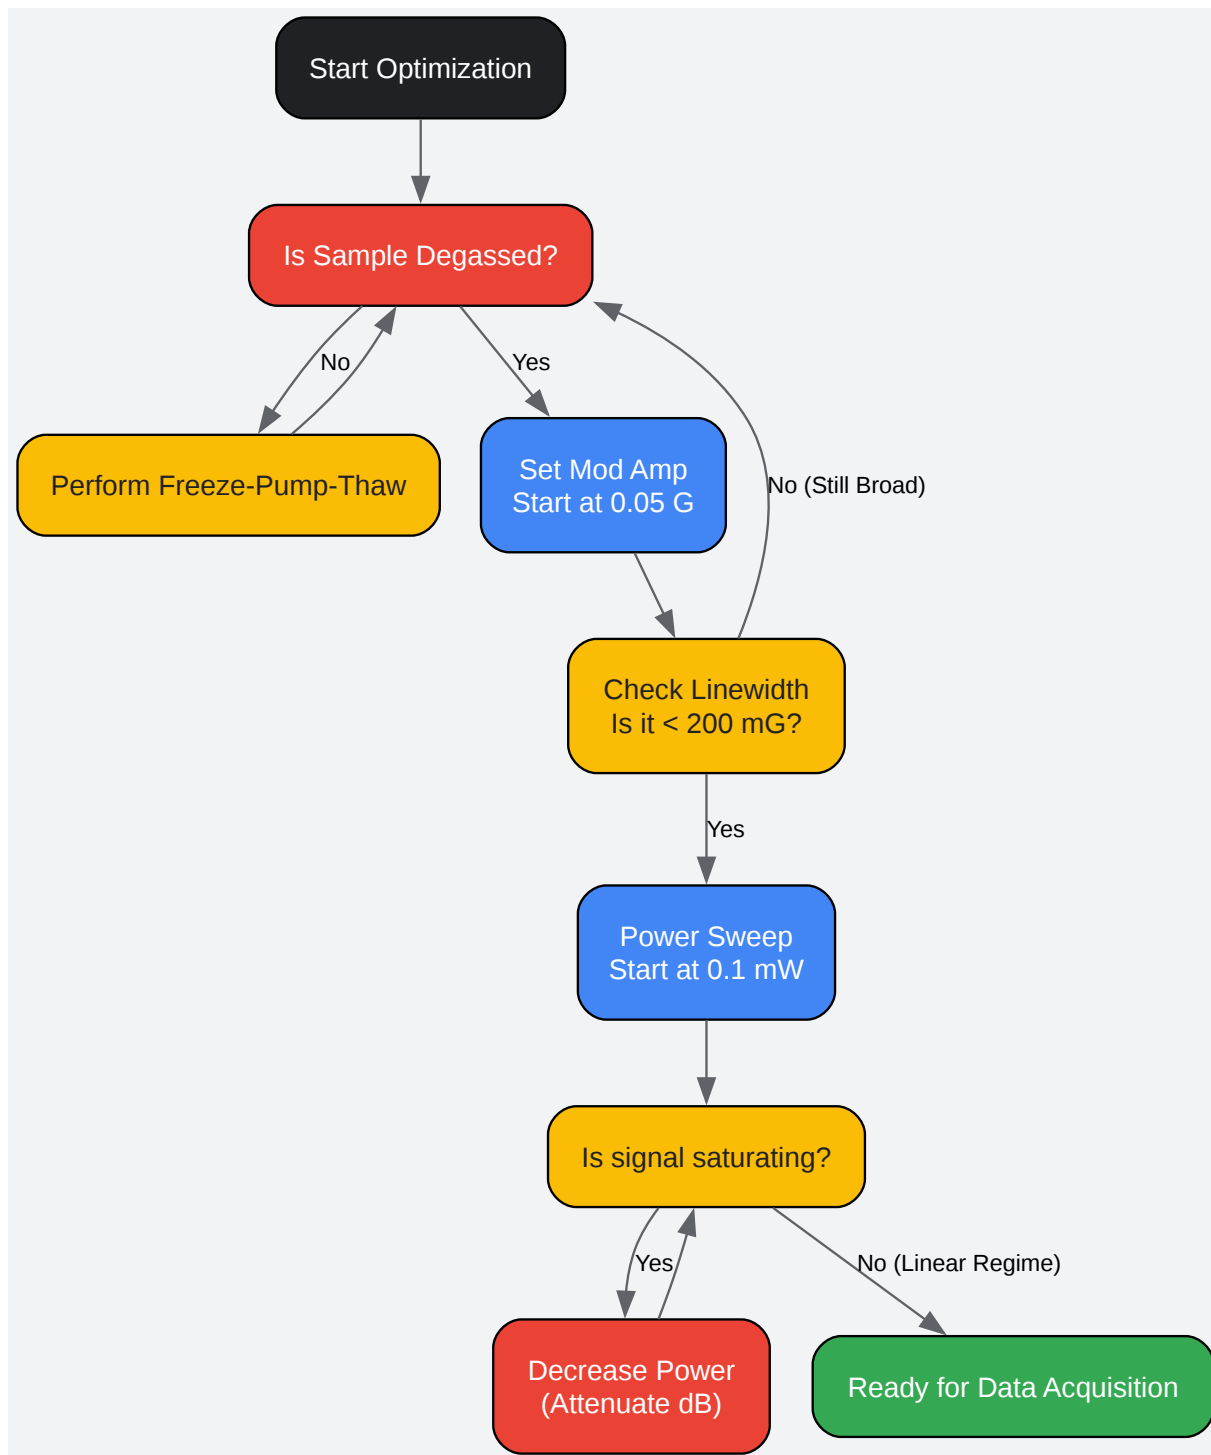 Start Optimization
Is Sample Degassed?
No
Yes
Perform Freeze-Pump-Thaw
Set Mod Amp
Start at 0.05 G
No (Still Broad)
Check Linewidth
Is it < 200 mG?
Yes
Power Sweep
Start at 0.1 mW
Is signal saturating?
Yes
No (Linear Regime)
Decrease Power
(Attenuate dB)
Ready for Data Acquisition